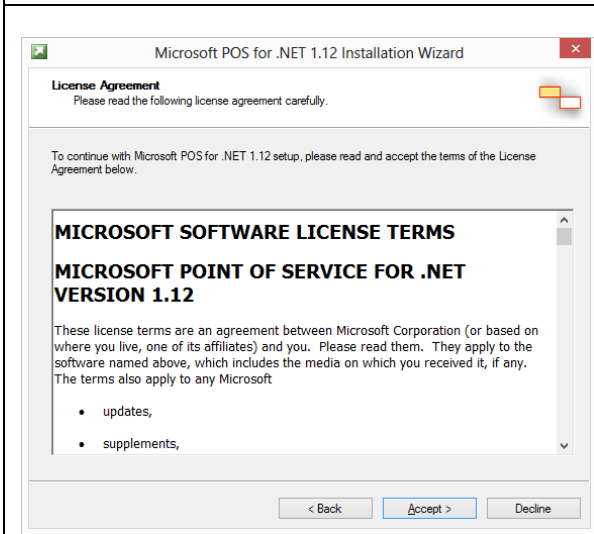 Microsoft POS for .NET 1.12 Installation Wizard
License Agreement
Please read the following license agreement carefully.
To continue with Microsoft POS for .NET 1.12 setup, please read and accept the terms of the License
Agreement below.
MICROSOFT SOFTWARE LICENSE TERMS
MICROSOFT POINT OF SERVICE FOR .NET
VERSION 1.12
These license terms are an agreement between Microsoft Corporation (or based on
where you live, one of its affiliates) and you.  Please read them.  They apply to the
software named above, which includes the media on which you received it, if any.
The terms also apply to any Microsoft
• updates,
• supplements,
< Back
Accept >
Decline